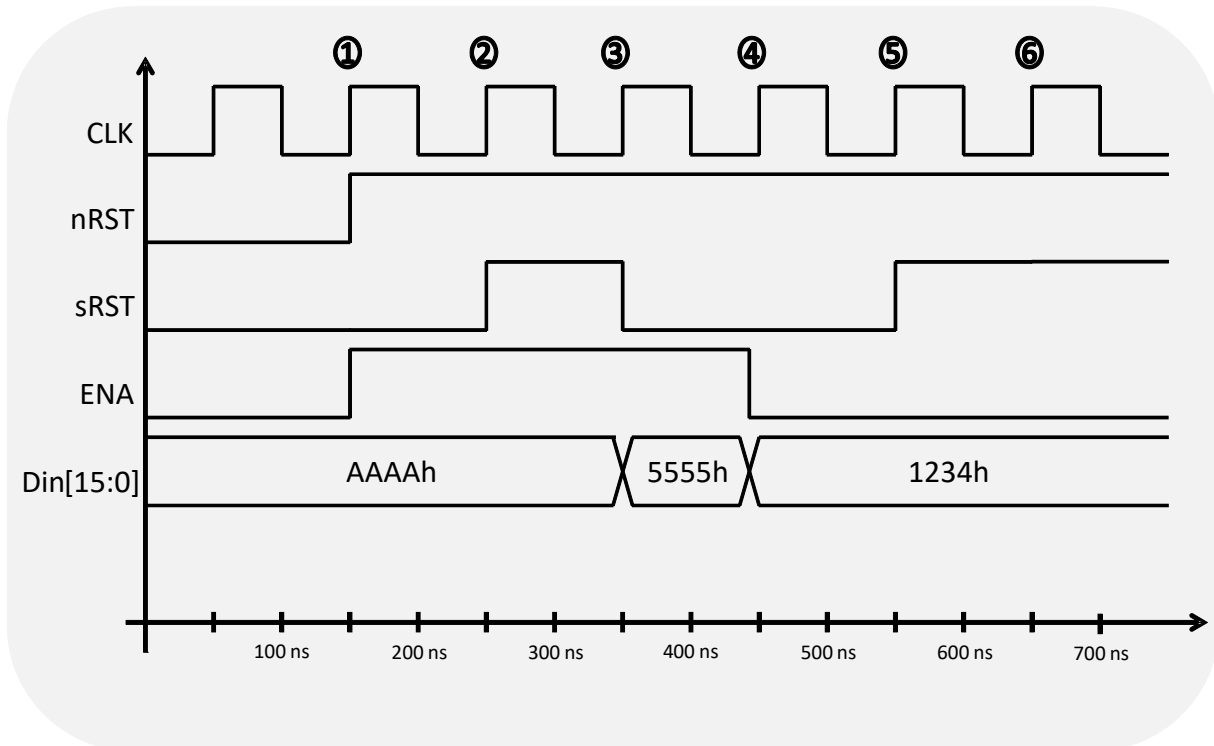 ① ② ③ ④ ⑤ ⑥
CLK
nRST
sRST
ENA
Din[15:0] AAAAh 5555h 1234h
100 ns 200 ns 300 ns 400 ns 500 ns 600 ns 700 ns